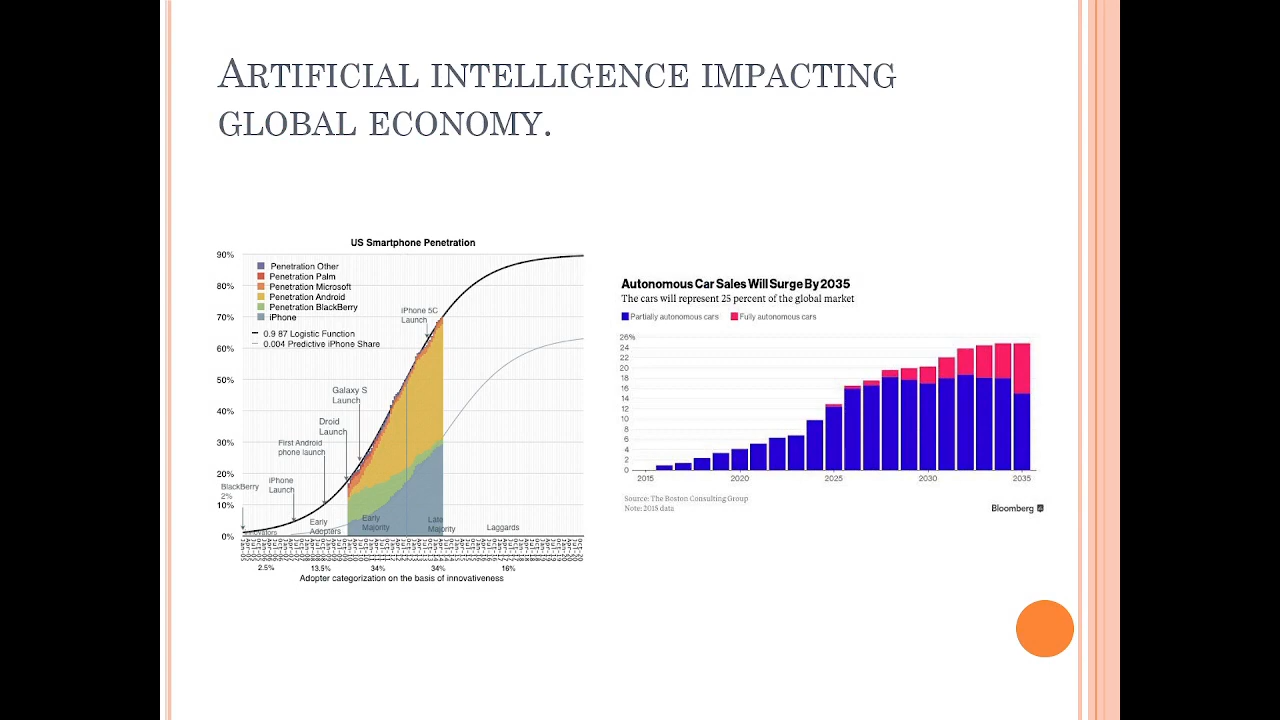 ARTIFICIAL INTELLIGENCE IMPACTING
GLOBAL ECONOMY.
US Smartphone Penetration
90%
80%
70%
60%
50%
40%
30%
20%
10%
0%
Penetration Other
Penetration Palm
Penetration Microsoft
Penetration Android
Penetration BlackBerry
iPhone
0.9 87 Logistic Function
0.004 Predictive iPhone Share
iPhone 5C
Launch
Galaxy S
Launch
Droid
Launch
First Android
phone launch
iPhone
Launch
BlackBerry
2%
Early
Adopters
Early
Majority
Late
Majority
Laggards
2.5%
13.5%
34%
34%
16%
Adopter categorization on the basis of innovativeness
Autonomous Car Sales Will Surge By 2035
The cars will represent 25 percent of the global market
Partially autonomous cars
Fully autonomous cars
26%
24
22
20
18
16
14
12
10
8
6
4
2
0
2015
2020
2025
2030
2035
Source: The Boston Consulting Group
Note: 2015 data
Bloomberg